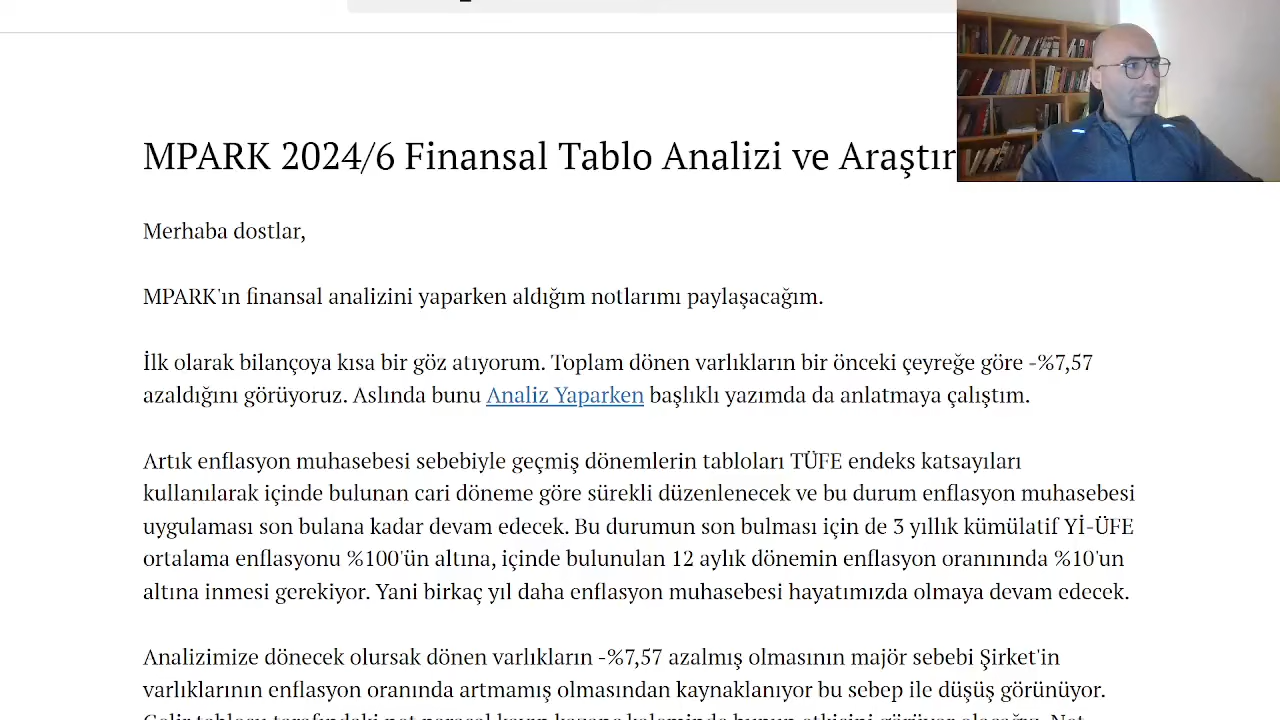 MPARK 2024/6 Finansal Tablo Analizi ve
Merhaba dostlar,
MPARK'ın finansal analizini yaparken aldığım notlarımı paylaşacağım.
İlk olarak bilançoya kısa bir göz atıyorum. Toplam dönen varlıkların bir önceki çeyreğe göre -%7,57
azaldığını görüyoruz. Aslında bunu Analiz Yaparken başlıklı yazımda da anlatmaya çalıştım.
Artık enflasyon muhasebesi sebebiyle geçmiş dönemlerin tabloları TÜFE endeks katsayıları
kullanılarak içinde bulunan cari döneme göre sürekli düzenlenecek ve bu durum enflasyon muhasebesi
uygulaması son bulana kadar devam edecek. Bu durumun son bulması için de 3 yıllık kümülatif Yİ-ÜFE
ortalama enflasyonu %100'ün altına, içinde bulunulan 12 aylık dönemin enflasyon oranınında %10'un
altına inmesi gerekiyor. Yani birkaç yıl daha enflasyon muhasebesi hayatımızda olmaya devam edecek.
Analizimize dönecek olursak dönen varlıkların -%7,57 azalmış olmasının majör sebebi Şirket'in
varlıklarının enflasyon oranında artmamış olmasından kaynaklanıyor bu sebep ile düşüş görünüyor.